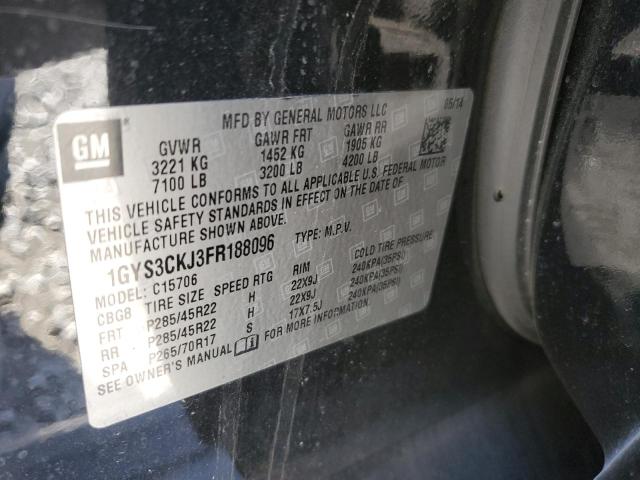 MFD BY GENERAL MOTORS LLC 05/14
GM
GVWR GAWR FRT GAWR RR
3221 KG 1452 KG 1905 KG
7100 LB 3200 LB 4200 LB
THIS VEHICLE CONFORMS TO ALL APPLICABLE U.S. FEDERAL MOTOR
VEHICLE SAFETY STANDARDS IN EFFECT ON THE DATE OF
MANUFACTURE SHOWN ABOVE.
1GYS3CKJ3FR188096 TYPE: M.P.V.
MODEL: C15706
CBG8 TIRE SIZE SPEED RTG RIM COLD TIRE PRESSURE
FRT P285/45R22 H 22X9J 240KPA(35PSI)
RR P285/45R22 H 22X9J 240KPA(35PSI)
SPA P265/70R17 S 17X7.5J 240KPA(35PSI)
SEE OWNER'S MANUAL FOR MORE INFORMATION